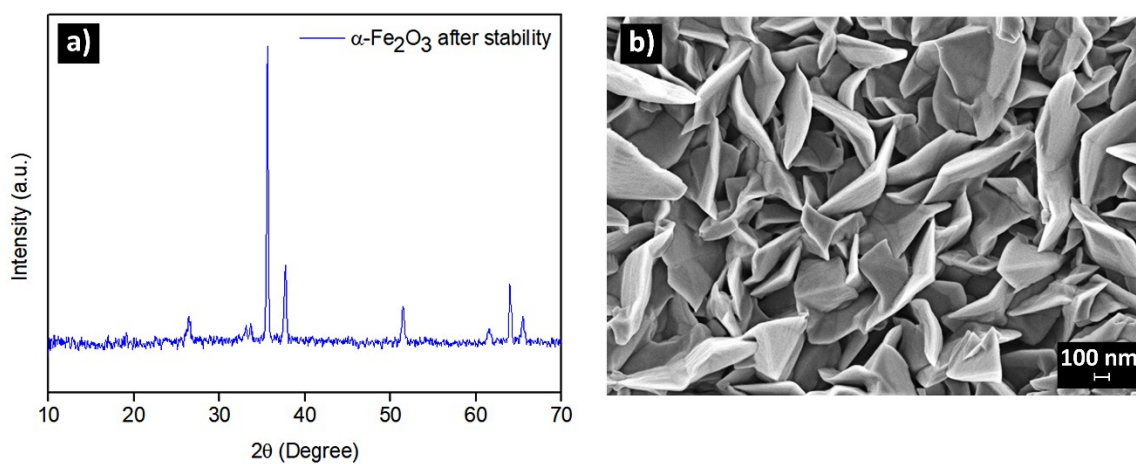 a)
α-Fe2O3 after stability
Intensity (a.u.)
10 20 30 40 50 60 70
2θ (Degree)
b)
100 nm